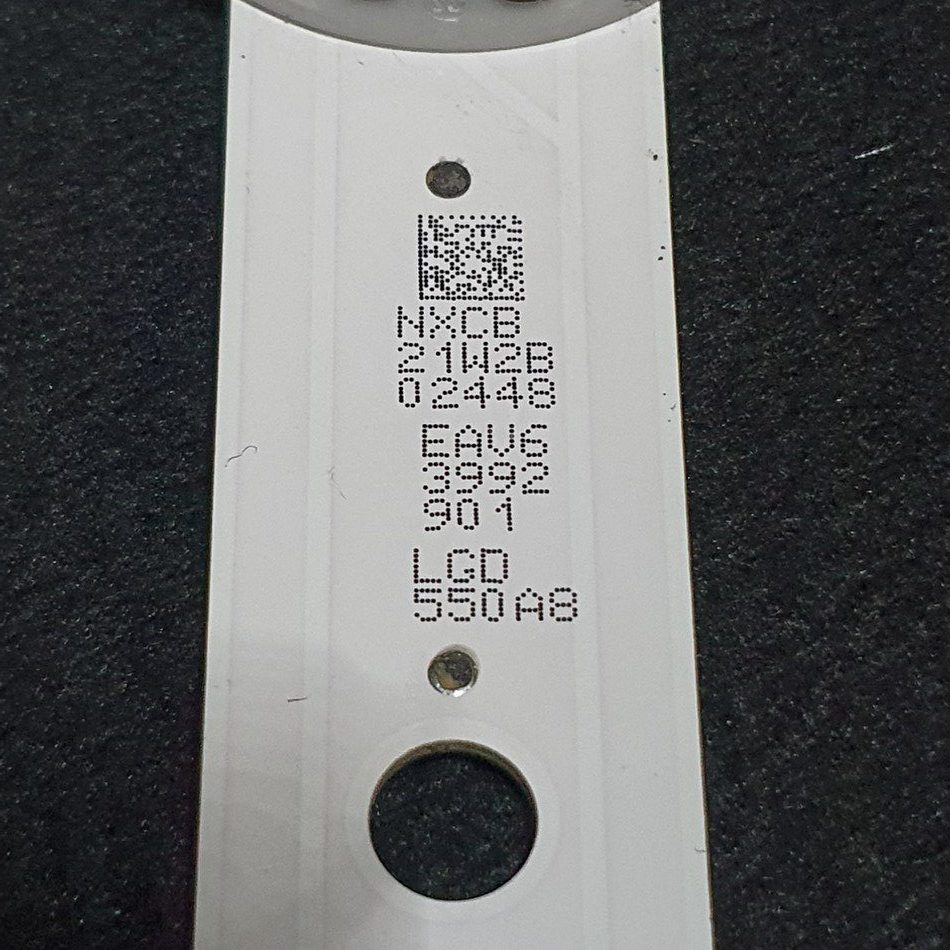 NXCB
21W2B
02448
EAV6
3992
901
LGD
550A8